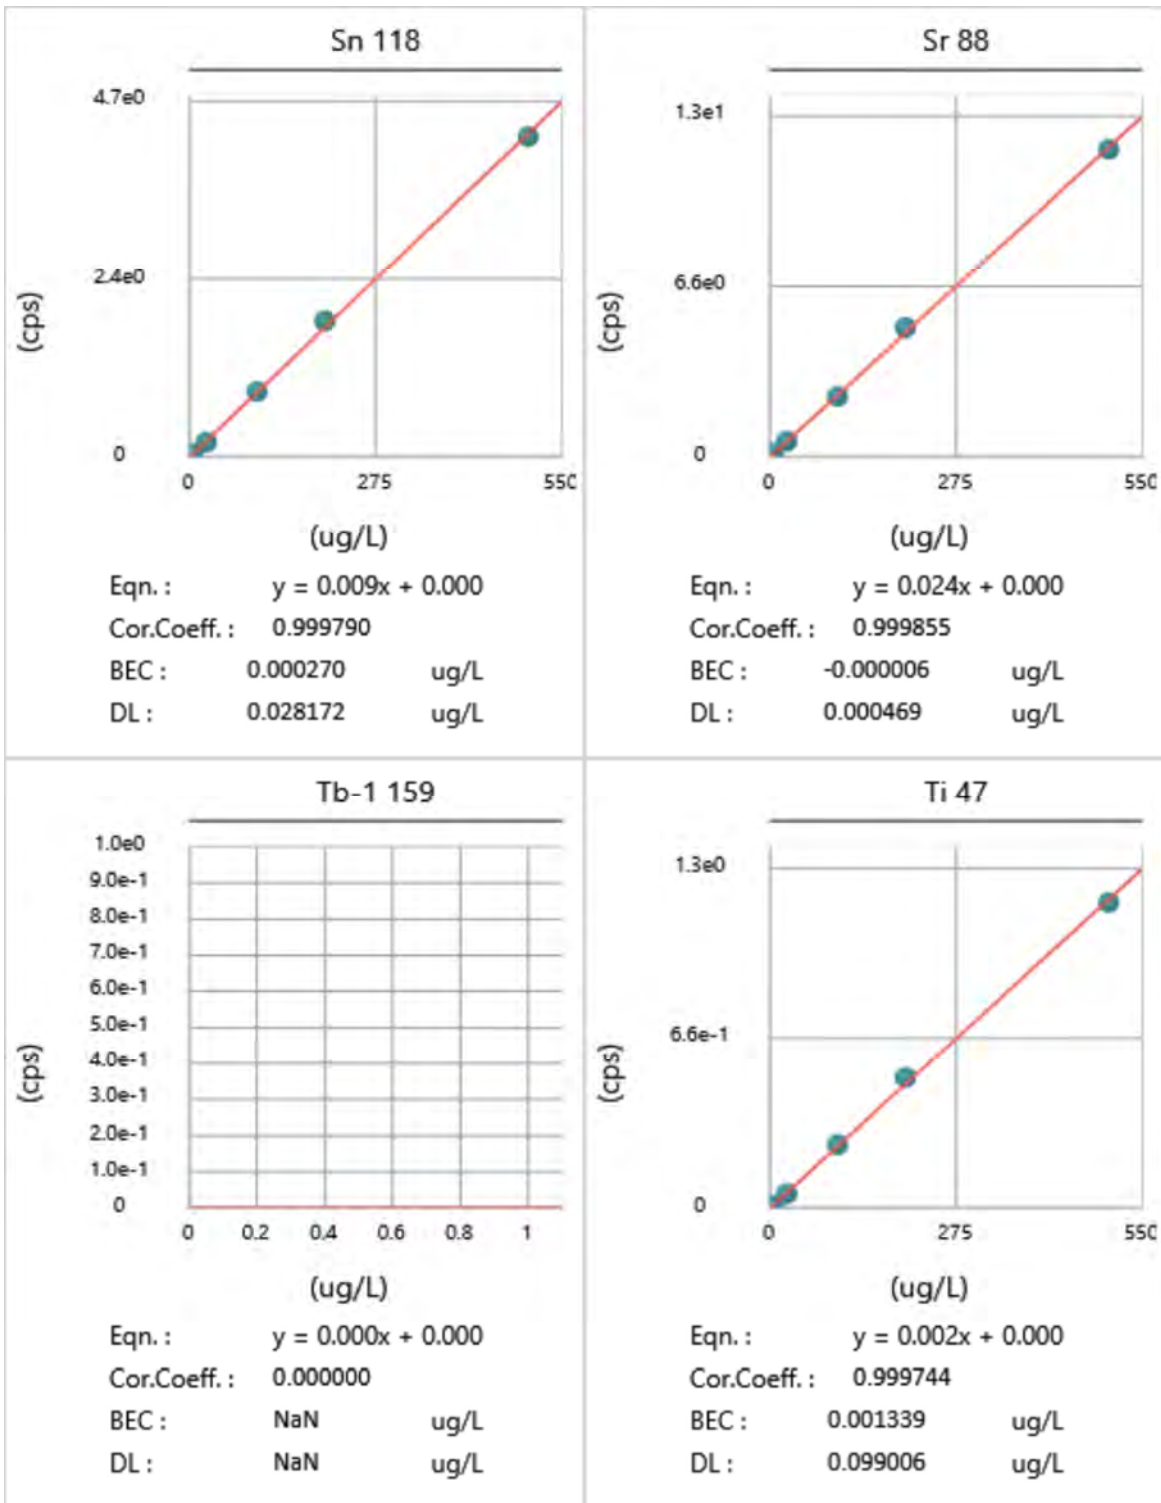 Sn 118
4.7e0
2.4e0
0
(cps)
0 275 550
(ug/L)
Eqn. : y = 0.009x + 0.000
Cor.Coeff. : 0.999790
BEC : 0.000270 ug/L
DL : 0.028172 ug/L
Sr 88
1.3e1
6.6e0
0
(cps)
0 275 550
(ug/L)
Eqn. : y = 0.024x + 0.000
Cor.Coeff. : 0.999855
BEC : -0.000006 ug/L
DL : 0.000469 ug/L
Tb-1 159
1.0e0
9.0e-1
8.0e-1
7.0e-1
6.0e-1
5.0e-1
4.0e-1
3.0e-1
2.0e-1
1.0e-1
0
(cps)
0 0.2 0.4 0.6 0.8 1
(ug/L)
Eqn. : y = 0.000x + 0.000
Cor.Coeff. : 0.000000
BEC : NaN ug/L
DL : NaN ug/L
Ti 47
1.3e0
6.6e-1
0
(cps)
0 275 550
(ug/L)
Eqn. : y = 0.002x + 0.000
Cor.Coeff. : 0.999744
BEC : 0.001339 ug/L
DL : 0.099006 ug/L